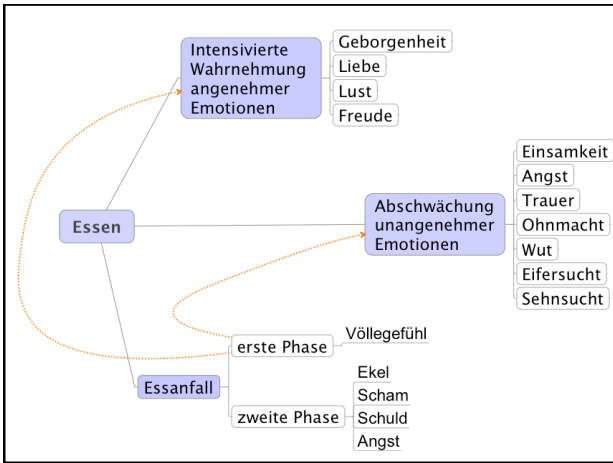 Intensivierte
Wahrnehmung
angenehmer
Emotionen
Geborgenheit
Liebe
Lust
Freude
Essen
Abschwächung
unangenehmer
Emotionen
Einsamkeit
Angst
Trauer
Ohnmacht
Wut
Eifersucht
Sehnsucht
Essanfall
erste Phase
Völlegefühl
zweite Phase
Ekel
Scham
Schuld
Angst